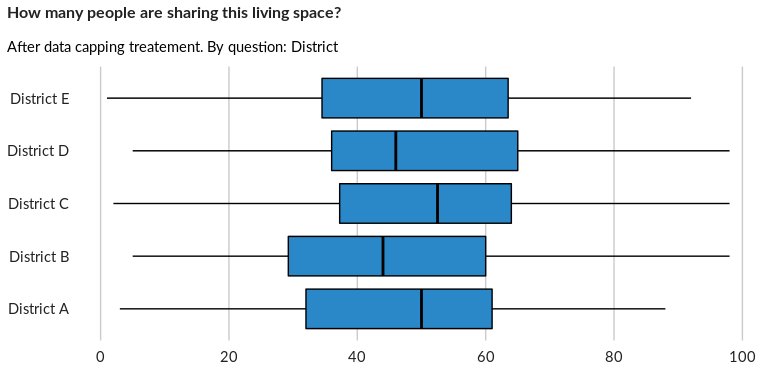 How many people are sharing this living space?
After data capping treatement. By question: District
District E
District D
District C
District B
District A
0 20 40 60 80 100